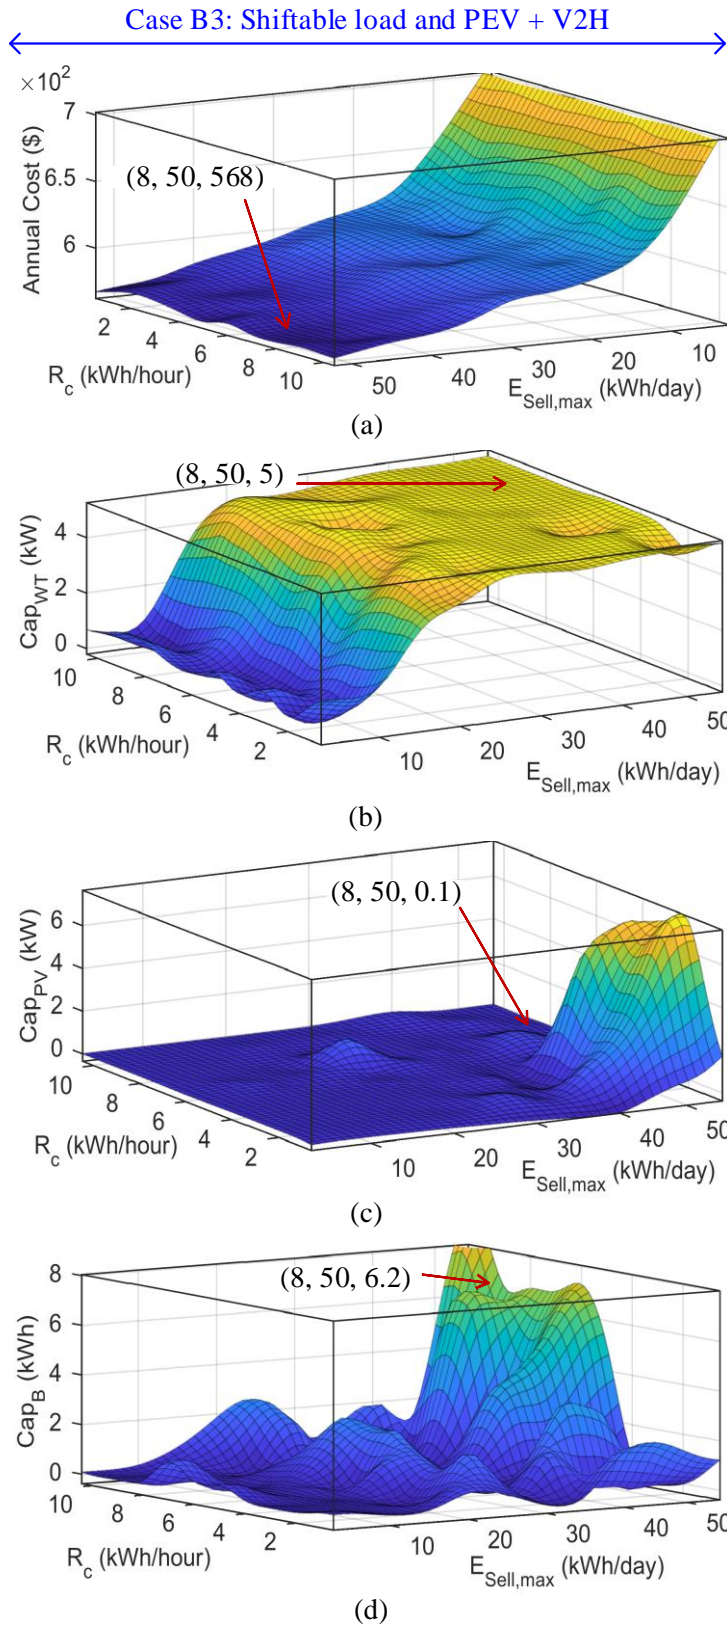 Case B3: Shiftable load and PEV + V2H
×10²
7
6.5
6
Annual Cost ($)
(8, 50, 568)
2
4
6
8
10
R_c (kWh/hour)
50
40
30
20
10
E_Sell,max (kWh/day)
(a)
(8, 50, 5)
4
2
0
Cap_WT (kW)
10
8
6
4
2
R_c (kWh/hour)
10
20
30
40
50
E_Sell,max (kWh/day)
(b)
(8, 50, 0.1)
6
4
2
0
Cap_PV (kW)
10
8
6
4
2
R_c (kWh/hour)
10
20
30
40
50
E_Sell,max (kWh/day)
(c)
(8, 50, 6.2)
8
6
4
2
0
Cap_B (kWh)
10
8
6
4
2
R_c (kWh/hour)
10
20
30
40
50
E_Sell,max (kWh/day)
(d)